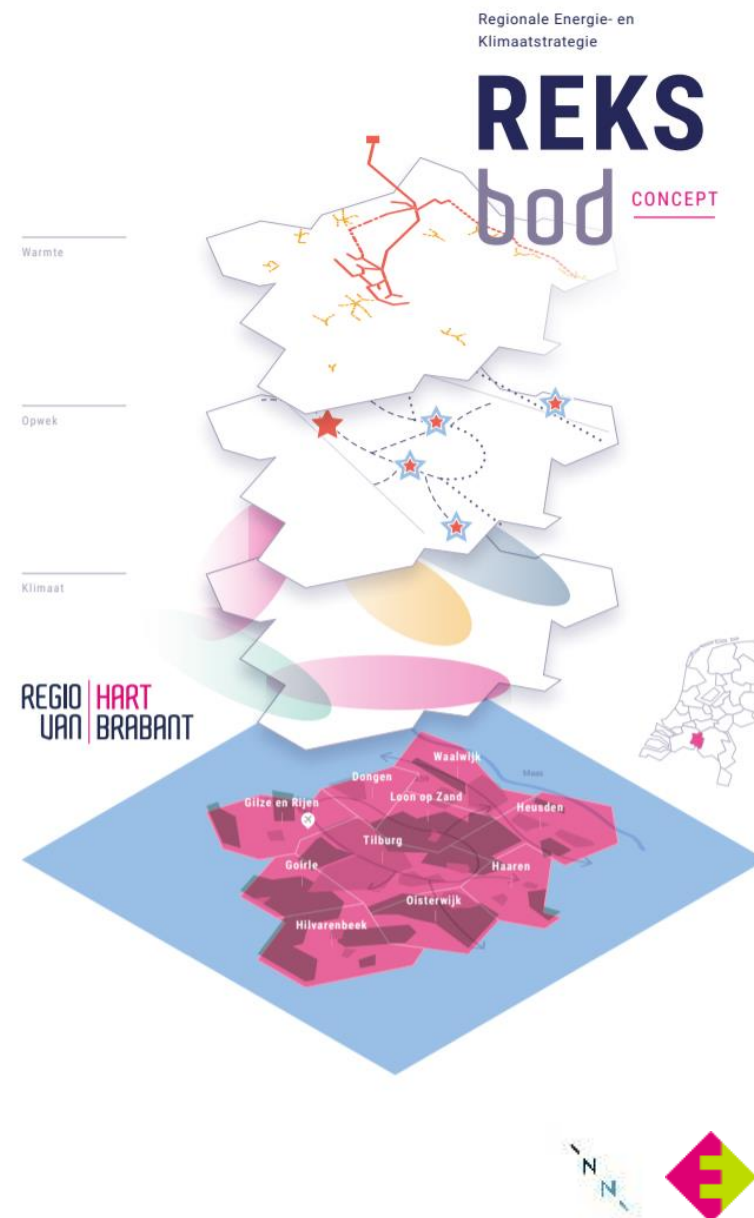 Regionale Energie- en
Klimaatstrategie
REKS
bod
CONCEPT
Warmte
Opwek
Klimaat
REGIO HART
VAN BRABANT
Waalwijk
Dongen
Loon op Zand
Gilze en Rijen
Heusden
Maas
Tilburg
Goirle
Haaren
Oisterwijk
Hilvarenbeek
N
N
E